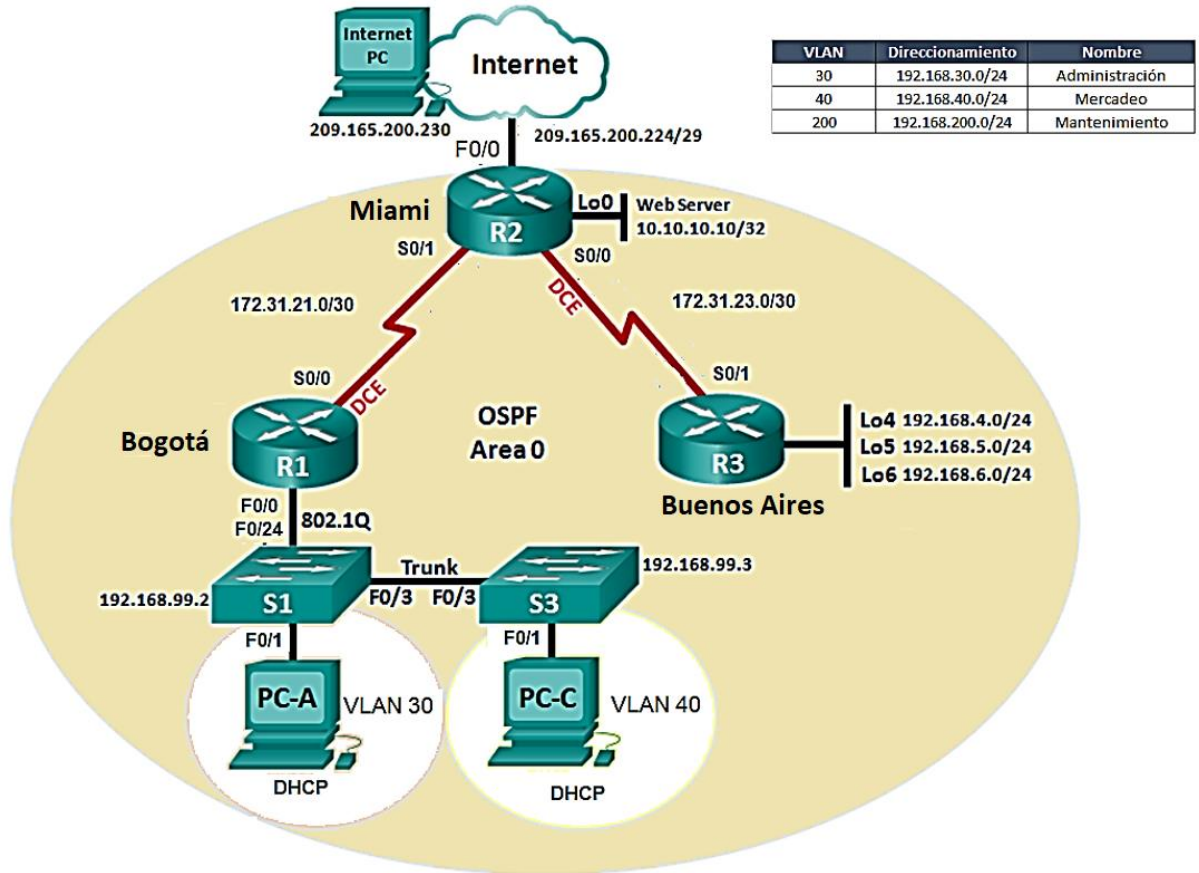 Internet
PC
Internet
209.165.200.230
209.165.200.224/29
F0/0
VLAN Direccionamiento Nombre
30 192.168.30.0/24 Administración
40 192.168.40.0/24 Mercadeo
200 192.168.200.0/24 Mantenimiento
Miami
R2
Lo0
Web Server
10.10.10.10/32
S0/1
S0/0
DCE
172.31.21.0/30
172.31.23.0/30
S0/0
DCE
S0/1
Bogotá
R1
OSPF
Area 0
R3
Buenos Aires
Lo4 192.168.4.0/24
Lo5 192.168.5.0/24
Lo6 192.168.6.0/24
F0/0
F0/24
802.1Q
192.168.99.2
S1
Trunk
F0/3 F0/3
S3
192.168.99.3
F0/1
F0/1
PC-A
VLAN 30
DHCP
PC-C
VLAN 40
DHCP